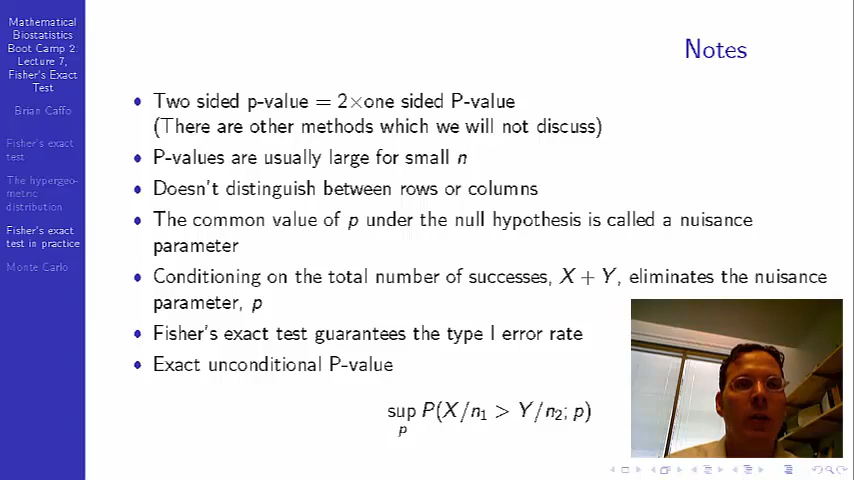 Mathematical
Biostatistics
Boot Camp 2:
Lecture 7,
Fisher's Exact
Test
Brian Caffo
Fisher's exact
test
The hypergeo-
metric
distribution
Fisher's exact
test in practice
Monte Carlo
Notes
• Two sided p-value = 2×one sided P-value
(There are other methods which we will not discuss)
• P-values are usually large for small n
• Doesn't distinguish between rows or columns
• The common value of p under the null hypothesis is called a nuisance
parameter
• Conditioning on the total number of successes, X + Y, eliminates the nuisance
parameter, p
• Fisher's exact test guarantees the type I error rate
• Exact unconditional P-value
sup P(X/n₁ > Y/n₂; p)
p